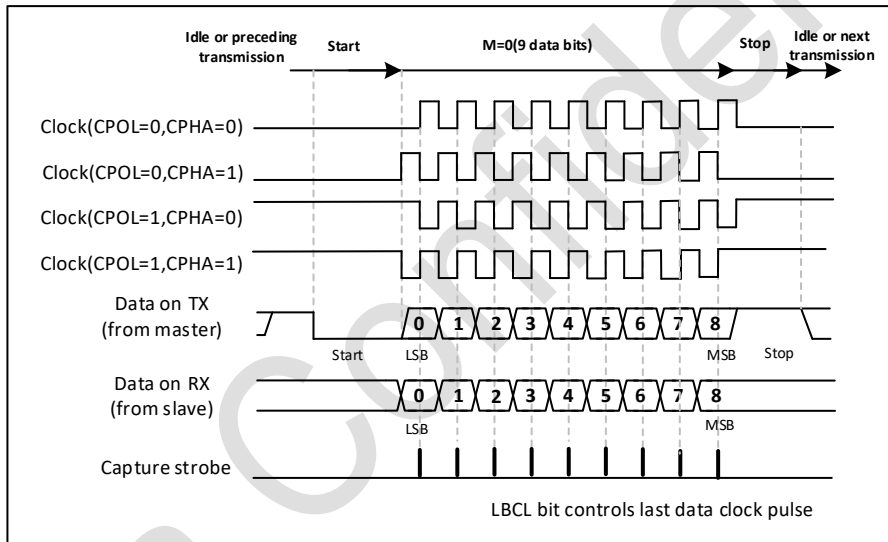 Idle or preceding
transmission
Start
M=0(9 data bits)
Stop
Idle or next
transmission
Clock(CPOL=0,CPHA=0)
Clock(CPOL=0,CPHA=1)
Clock(CPOL=1,CPHA=0)
Clock(CPOL=1,CPHA=1)
Data on TX
(from master)
0 1 2 3 4 5 6 7 8
Start
LSB
MSB
Stop
Data on RX
(from slave)
0 1 2 3 4 5 6 7 8
LSB
MSB
Capture strobe
LBCL bit controls last data clock pulse